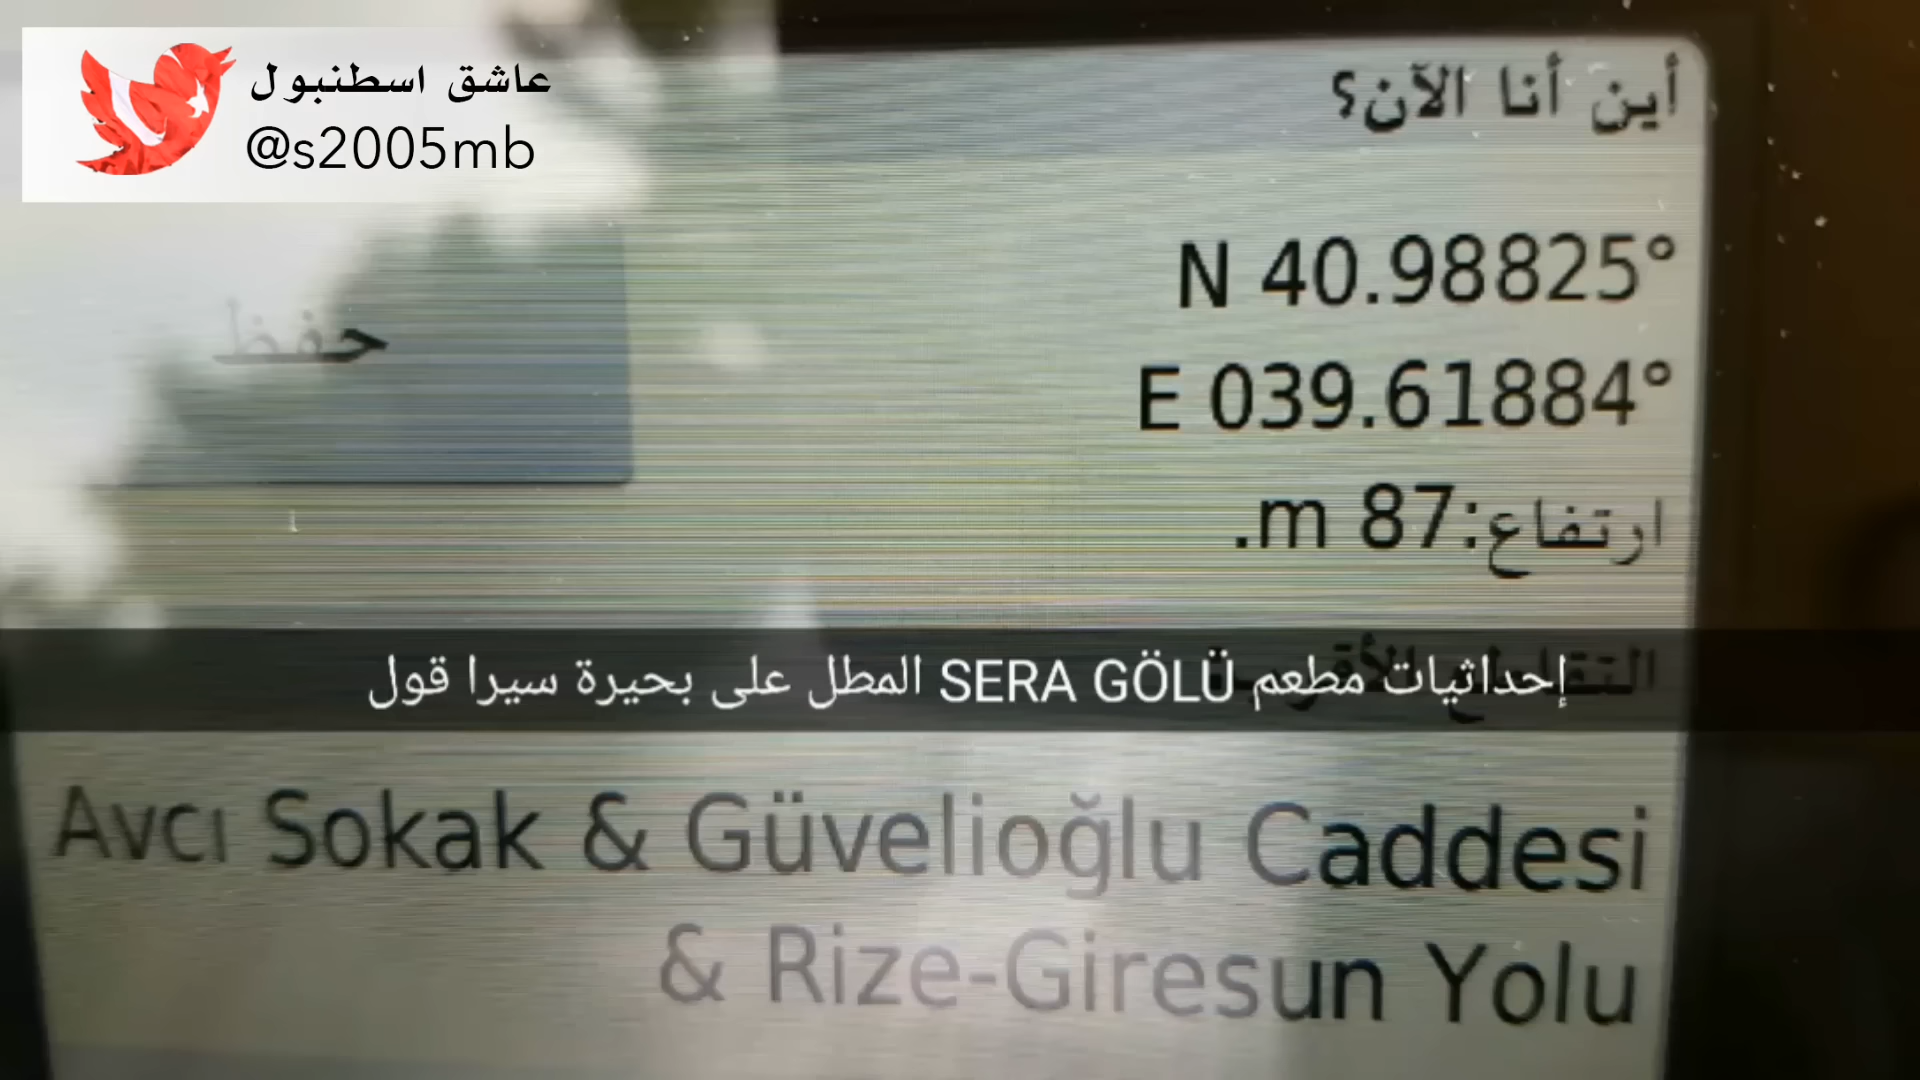 عاشق اسطنبول
@s2005mb
أين أنا الآن؟
N 40.98825°
E 039.61884°
حفظ
ارتفاع: 87 m.
إحداثيات مطعم SERA GÖLÜ المطل على بحيرة سيرا قول
Avcı Sokak & Güvelioğlu Caddesi
& Rize-Giresun Yolu